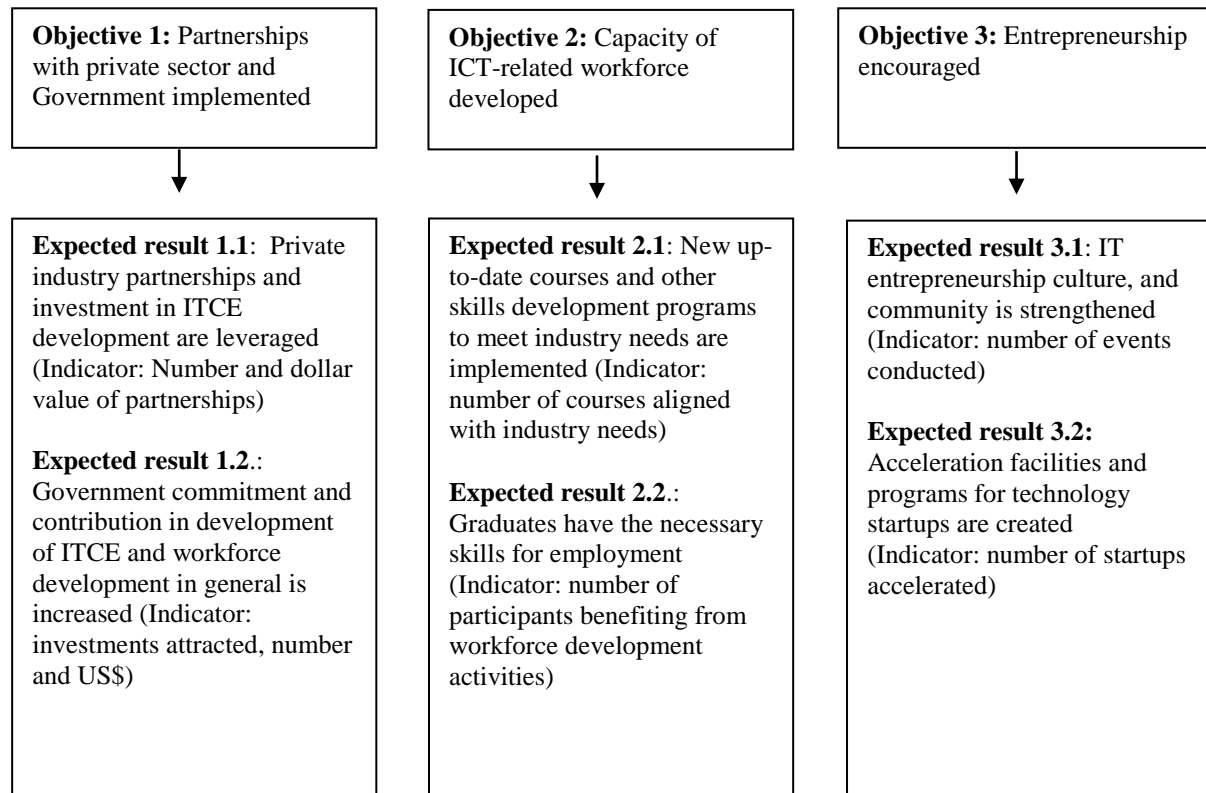 Objective 1: Partnerships
with private sector and
Government implemented
Objective 2: Capacity of
ICT-related workforce
developed
Objective 3: Entrepreneurship
encouraged
Expected result 1.1:  Private
industry partnerships and
investment in ITCE
development are leveraged
(Indicator: Number and dollar
value of partnerships)
Expected result 1.2.:
Government commitment and
contribution in development
of ITCE and workforce
development in general is
increased (Indicator:
investments attracted, number
and US$)
Expected result 2.1: New up-
to-date courses and other
skills development programs
to meet industry needs are
implemented (Indicator:
number of courses aligned
with industry needs)
Expected result 2.2.:
Graduates have the necessary
skills for employment
(Indicator: number of
participants benefiting from
workforce development
activities)
Expected result 3.1: IT
entrepreneurship culture, and
community is strengthened
(Indicator: number of events
conducted)
Expected result 3.2:
Acceleration facilities and
programs for technology
startups are created
(Indicator: number of startups
accelerated)